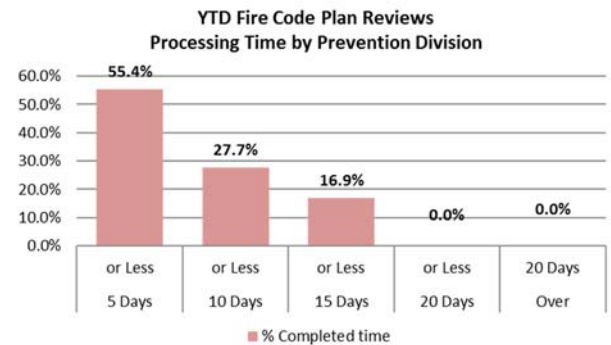 YTD Fire Code Plan Reviews
Processing Time by Prevention Division
60.0%
50.0%
40.0%
30.0%
20.0%
10.0%
0.0%
55.4%
27.7%
16.9%
0.0%
0.0%
or Less or Less or Less or Less 20 Days
5 Days 10 Days 15 Days 20 Days Over
% Completed time